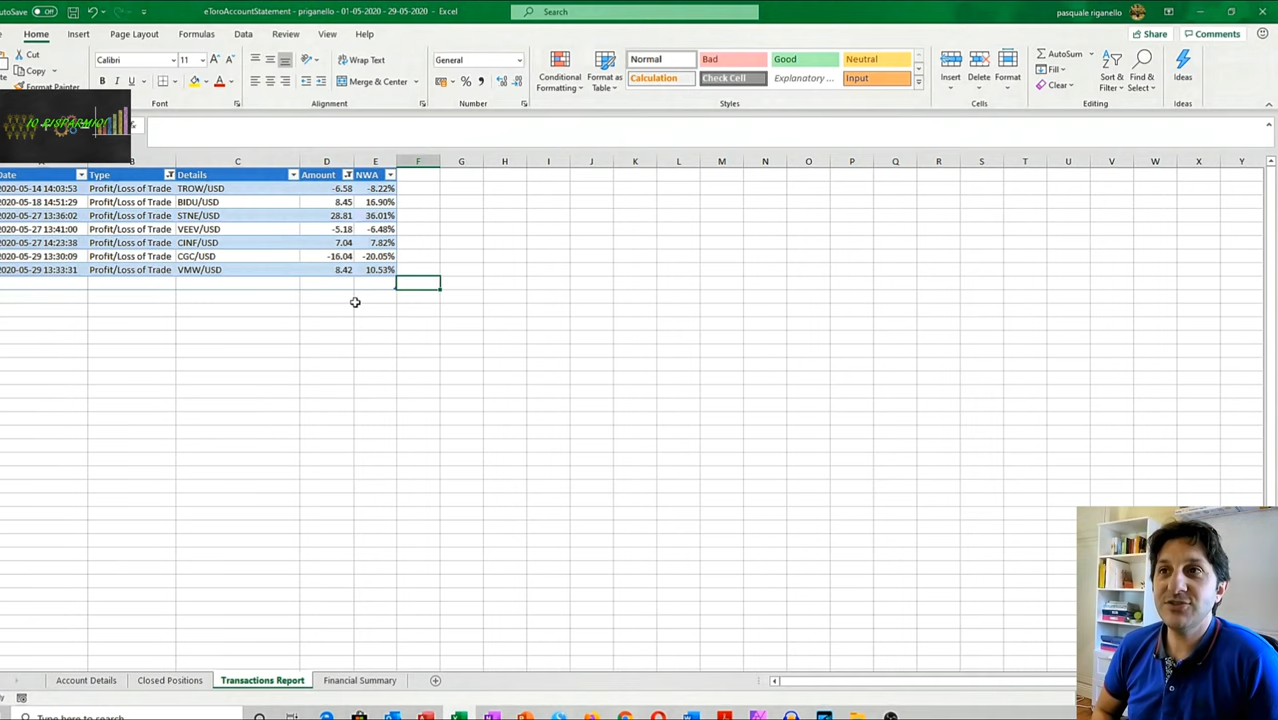 AutoSave Off eToroAccountStatement - priganello - 01-05-2020 - 29-05-2020 - Excel Search pasquale riganello
Home Insert Page Layout Formulas Data Review View Help Share Comments
Cut
Copy
Format Painter
Calibri 11
B I U
Font
Wrap Text
Merge & Center
Alignment
General
Number
Conditional Formatting
Format as Table
Normal Bad Good Neutral
Calculation Check Cell Explanatory ... Input
Styles
Insert Delete Format
Cells
AutoSum
Fill
Clear
Sort & Filter
Find & Select
Editing
Ideas
Ideas
IO RISPARMIO!
fx
A B C D E F G H I J K L M N O P Q R S T U V W X Y
Date Type Details Amount NWA
2020-05-14 14:03:53 Profit/Loss of Trade TROW/USD -6.58 -8.22%
2020-05-18 14:51:29 Profit/Loss of Trade BIDU/USD 8.45 16.90%
2020-05-27 13:36:02 Profit/Loss of Trade STNE/USD 28.81 36.01%
2020-05-27 13:41:00 Profit/Loss of Trade VEEV/USD -5.18 -6.48%
2020-05-27 14:23:38 Profit/Loss of Trade CINF/USD 7.04 7.82%
2020-05-29 13:30:09 Profit/Loss of Trade CGC/USD -16.04 -20.05%
2020-05-29 13:33:31 Profit/Loss of Trade VMW/USD 8.42 10.53%
Account Details Closed Positions Transactions Report Financial Summary
Type here to search